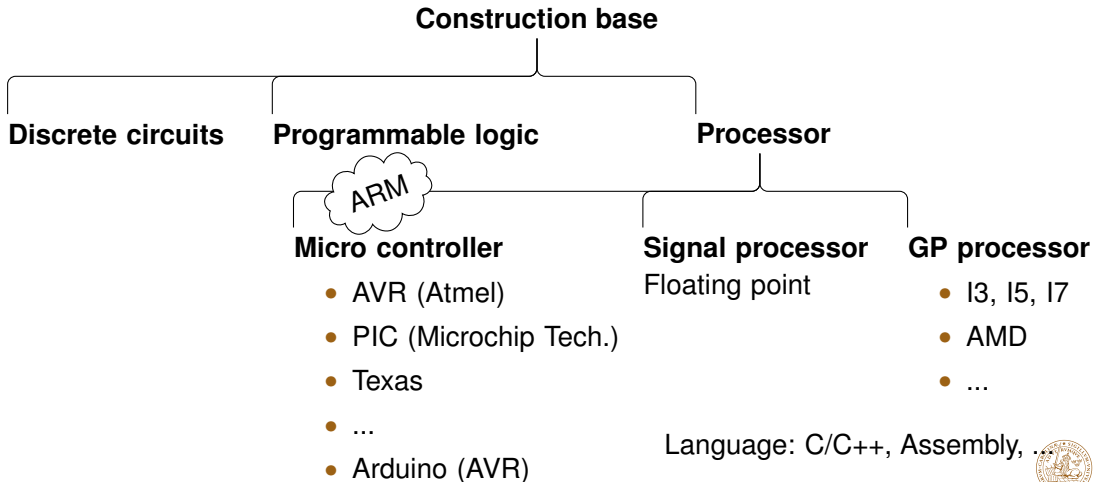 Construction base
Discrete circuits
Programmable logic
Processor
ARM
Micro controller
• AVR (Atmel)
• PIC (Microchip Tech.)
• Texas
• ...
• Arduino (AVR)
Signal processor
Floating point
GP processor
• I3, I5, I7
• AMD
• ...
Language: C/C++, Assembly, ...